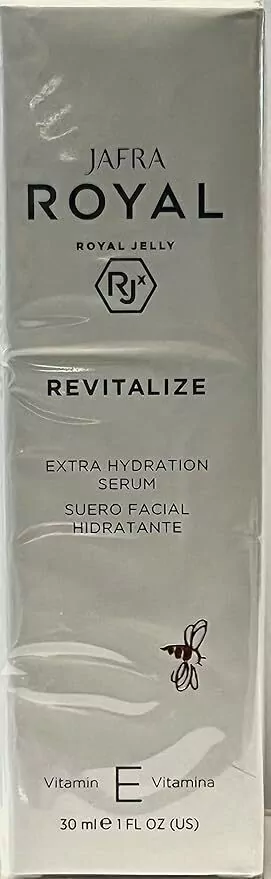 JAFRA
ROYAL
ROYAL JELLY
RJx
REVITALIZE
EXTRA HYDRATION
SERUM
SUERO FACIAL
HIDRATANTE
Vitamin E Vitamina
30 ml ℮ 1 FL OZ (US)